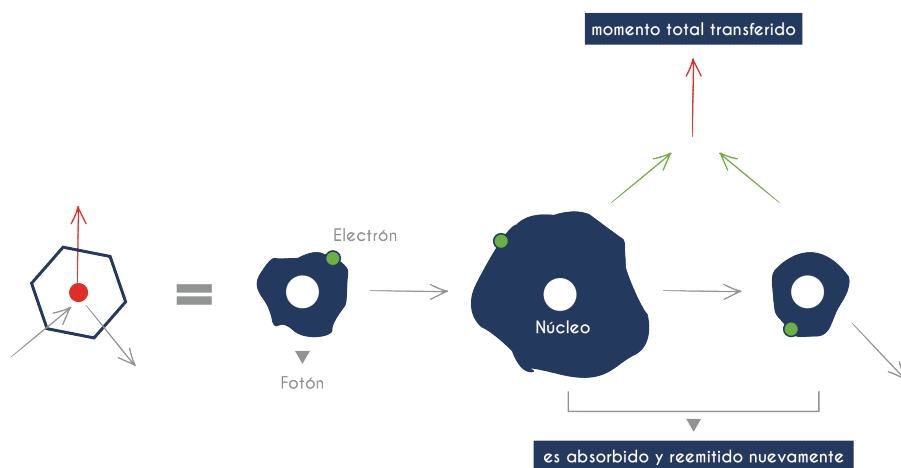 momento total transferido
Electrón
Núcleo
Fotón
es absorbido y reemitido nuevamente